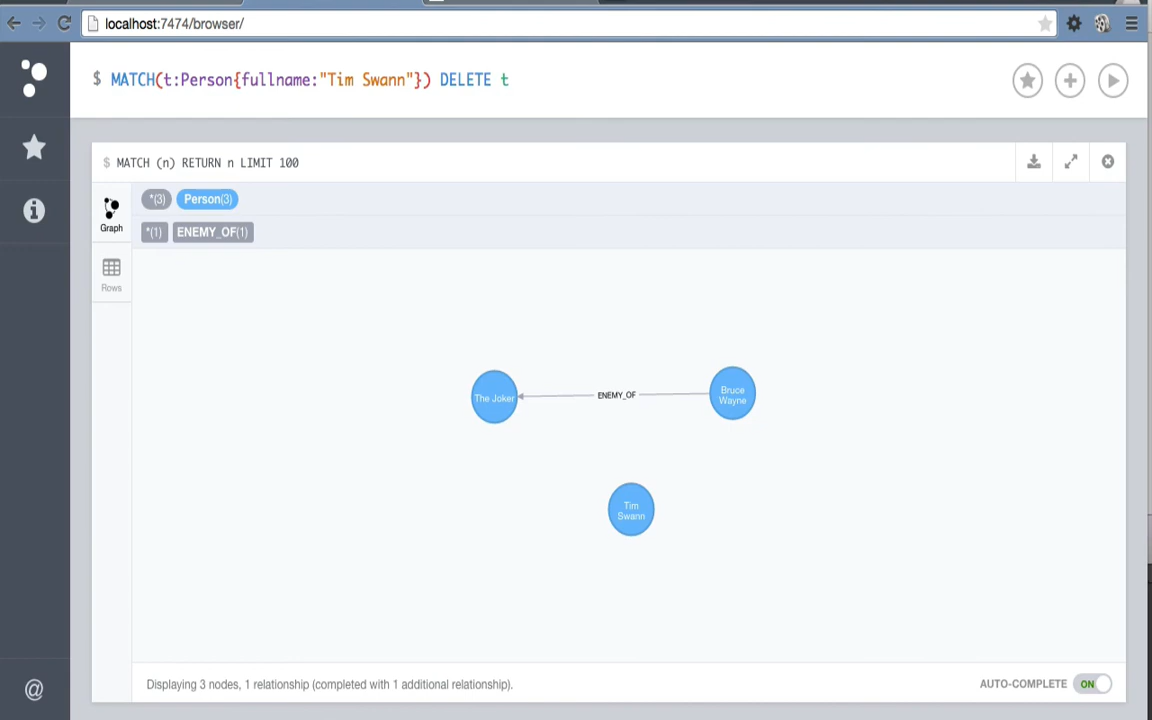 localhost:7474/browser/
$ MATCH(t:Person{fullname:"Tim Swann"}) DELETE t
$ MATCH (n) RETURN n LIMIT 100
*(3) Person(3)
Graph
*(1) ENEMY_OF(1)
Rows
The Joker
ENEMY_OF
Bruce
Wayne
Tim
Swann
@
Displaying 3 nodes, 1 relationship (completed with 1 additional relationship).
AUTO-COMPLETE ON